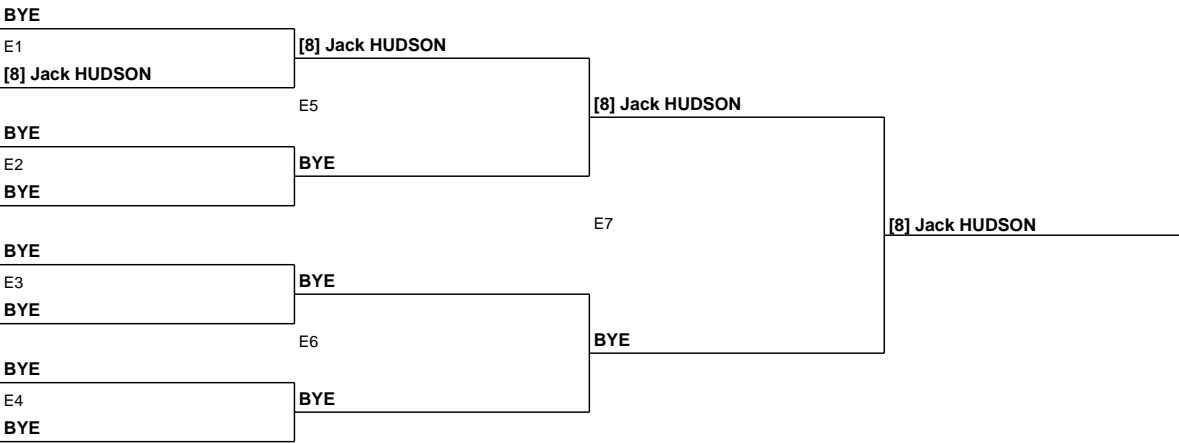 BYE
E1
[8] Jack HUDSON
[8] Jack HUDSON
E5
[8] Jack HUDSON
BYE
E2
BYE
BYE
E7
[8] Jack HUDSON
BYE
E3
BYE
BYE
E6
BYE
BYE
E4
BYE
BYE